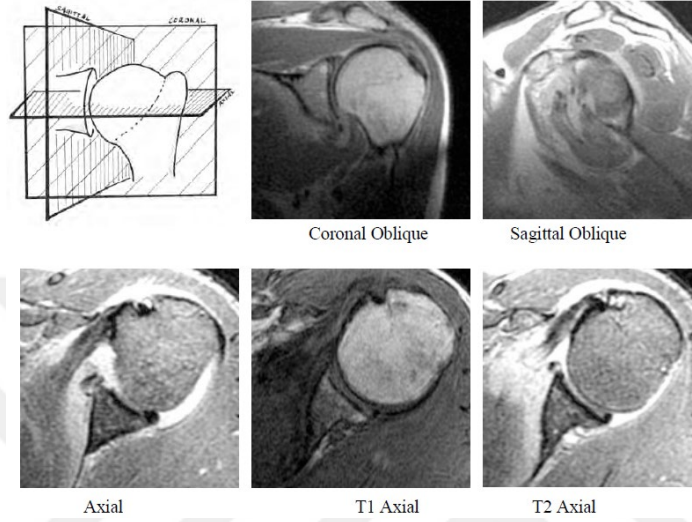 SAGITTAL
CORONAL
AXIAL
Coronal Oblique
Sagittal Oblique
Axial
T1 Axial
T2 Axial